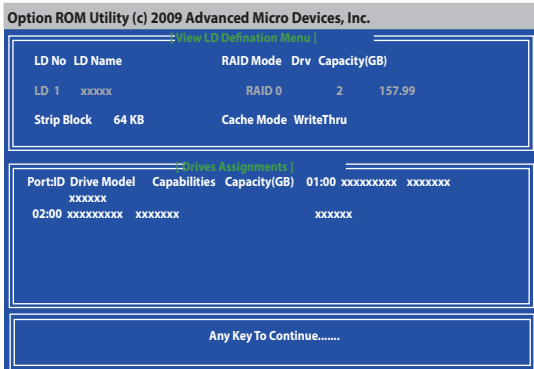 Option ROM Utility (c) 2009 Advanced Micro Devices, Inc.
[ View LD Defination Menu ]
LD No LD Name RAID Mode Drv Capacity(GB)
LD 1 xxxxx RAID 0 2 157.99
Strip Block 64 KB Cache Mode WriteThru
[ Drives Assignments ]
Port:ID Drive Model Capabilities Capacity(GB) 01:00 xxxxxxxxx xxxxxxx
xxxxxx
02:00 xxxxxxxxx xxxxxxx xxxxxx
Any Key To Continue.......